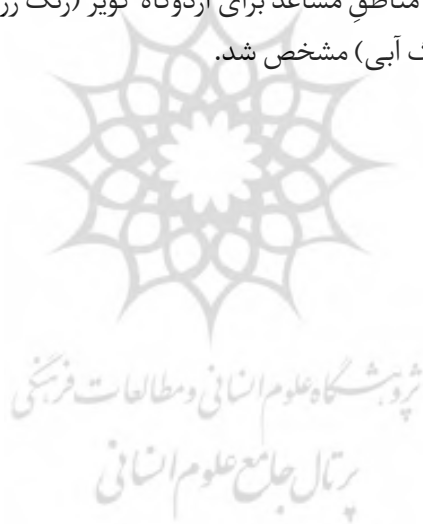 مناطقِ مساعد برای اردوگاه کویر (رنگ
آبی) مشخص شد.
پژوهشگاه علوم انسانی و مطالعات فرهنگی
پرتال جامع علوم انسانی